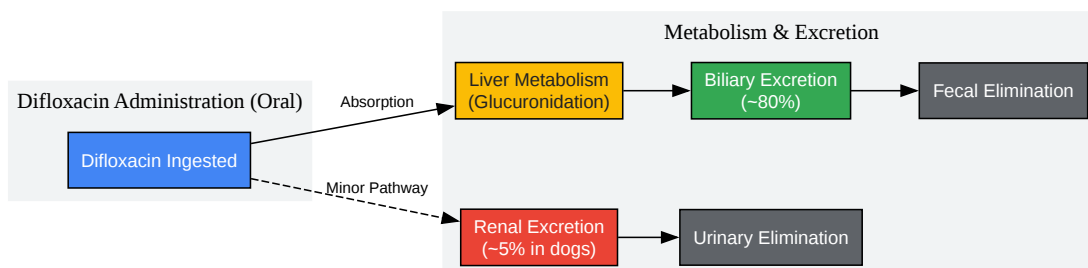 Metabolism & Excretion
Difloxacin Administration (Oral)
Difloxacin Ingested
Absorption
Minor Pathway
Liver Metabolism
(Glucuronidation)
Biliary Excretion
(~80%)
Fecal Elimination
Renal Excretion
(~5% in dogs)
Urinary Elimination